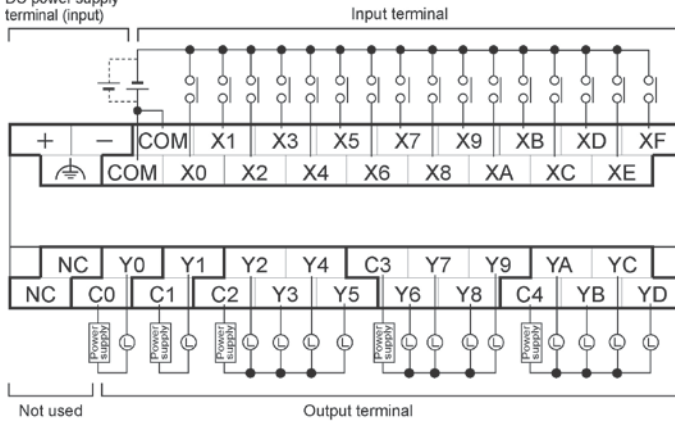 DC power supply
terminal (input)
Input terminal
+ − COM X1 X3 X5 X7 X9 XB XD XF
COM X0 X2 X4 X6 X8 XA XC XE
NC Y0 Y1 Y2 Y4 C3 Y7 Y9 YA YC
NC C0 C1 C2 Y3 Y5 Y6 Y8 C4 YB YD
Power supply L Power supply L Power supply L L L L Power supply L L L L Power supply L L L L
Not used
Output terminal